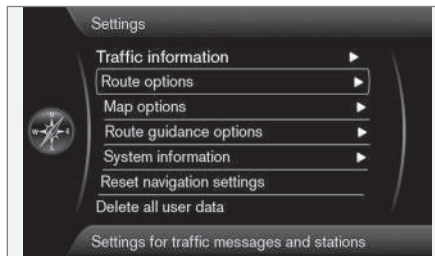 Settings
Traffic information
Route options
Map options
Route guidance options
System information
Reset navigation settings
Delete all user data
Settings for traffic messages and stations